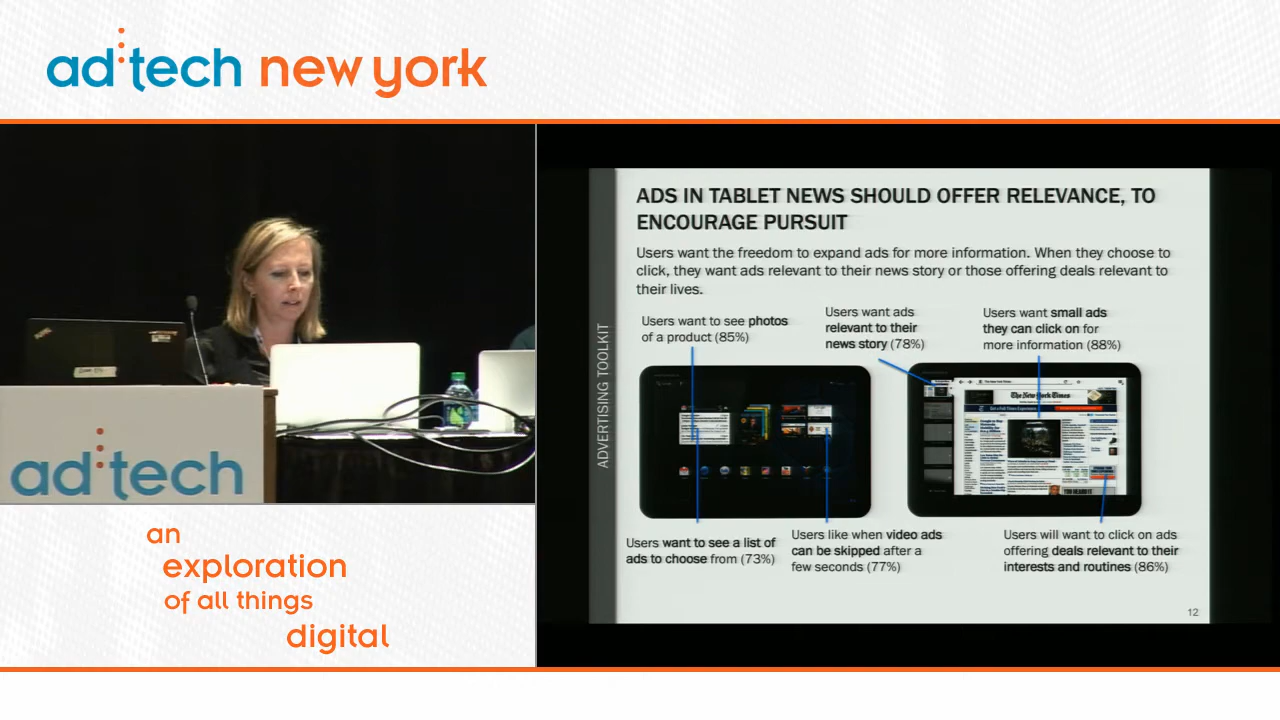 ad:tech new york
ADS IN TABLET NEWS SHOULD OFFER RELEVANCE, TO
ENCOURAGE PURSUIT
Users want the freedom to expand ads for more information. When they choose to
click, they want ads relevant to their news story or those offering deals relevant to
their lives.
Users want to see photos
of a product (85%)
Users want ads
relevant to their
news story (78%)
Users want small ads
they can click on for
more information (88%)
ADVERTISING TOOLKIT
The New York Times
Users want to see a list of
ads to choose from (73%)
Users like when video ads
can be skipped after a
few seconds (77%)
Users will want to click on ads
offering deals relevant to their
interests and routines (86%)
12
ad:tech
an
exploration
of all things
digital